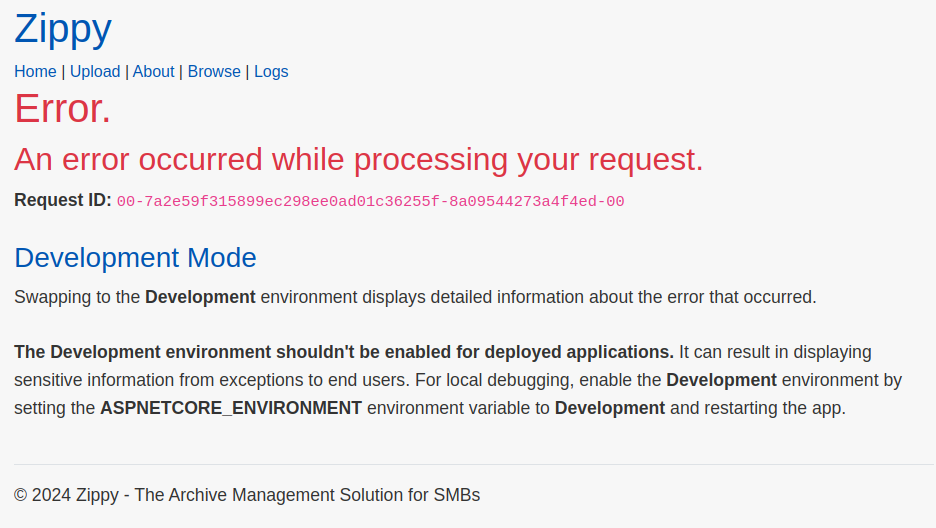 Zippy
Home | Upload | About | Browse | Logs
Error.
An error occurred while processing your request.
Request ID: 00-7a2e59f315899ec298ee0ad01c36255f-8a09544273a4f4ed-00
Development Mode
Swapping to the Development environment displays detailed information about the error that occurred.
The Development environment shouldn't be enabled for deployed applications. It can result in displaying
sensitive information from exceptions to end users. For local debugging, enable the Development environment by
setting the ASPNETCORE_ENVIRONMENT environment variable to Development and restarting the app.
© 2024 Zippy - The Archive Management Solution for SMBs